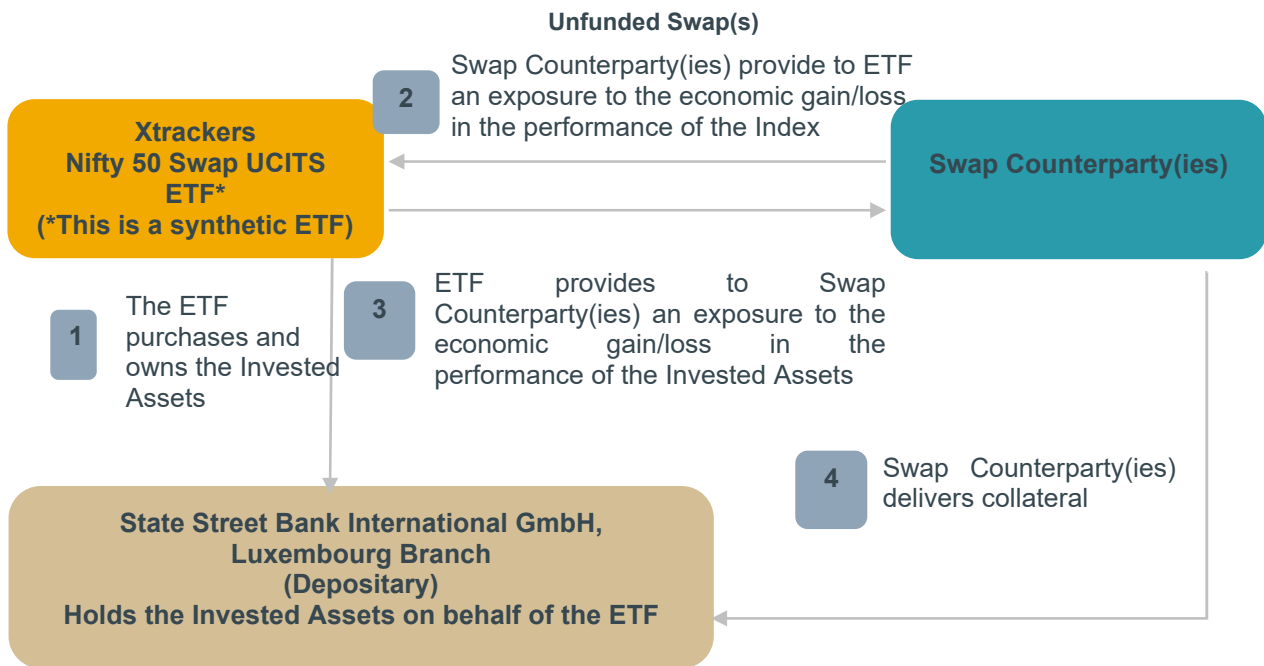 Unfunded Swap(s)
2
Swap Counterparty(ies) provide to ETF
an exposure to the economic gain/loss
in the performance of the Index
Xtrackers
Nifty 50 Swap UCITS
ETF*
(*This is a synthetic ETF)
Swap Counterparty(ies)
1
The ETF
purchases and
owns the Invested
Assets
3
ETF provides to Swap
Counterparty(ies) an exposure to the
economic gain/loss in the
performance of the Invested Assets
4
Swap Counterparty(ies)
delivers collateral
State Street Bank International GmbH,
Luxembourg Branch
(Depositary)
Holds the Invested Assets on behalf of the ETF